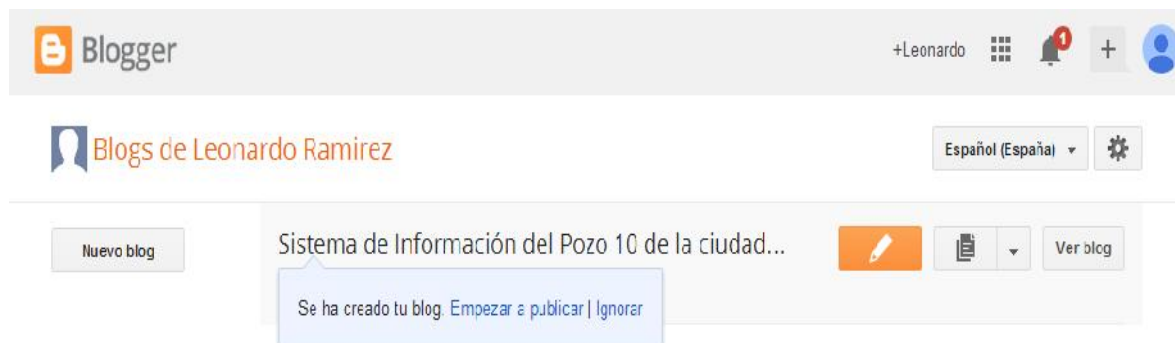 Blogger
+Leonardo
1
+
Blogs de Leonardo Ramirez
Español (España)
Nuevo blog
Sistema de Información del Pozo 10 de la ciudad...
Ver blog
Se ha creado tu blog. Empezar a publicar | Ignorar